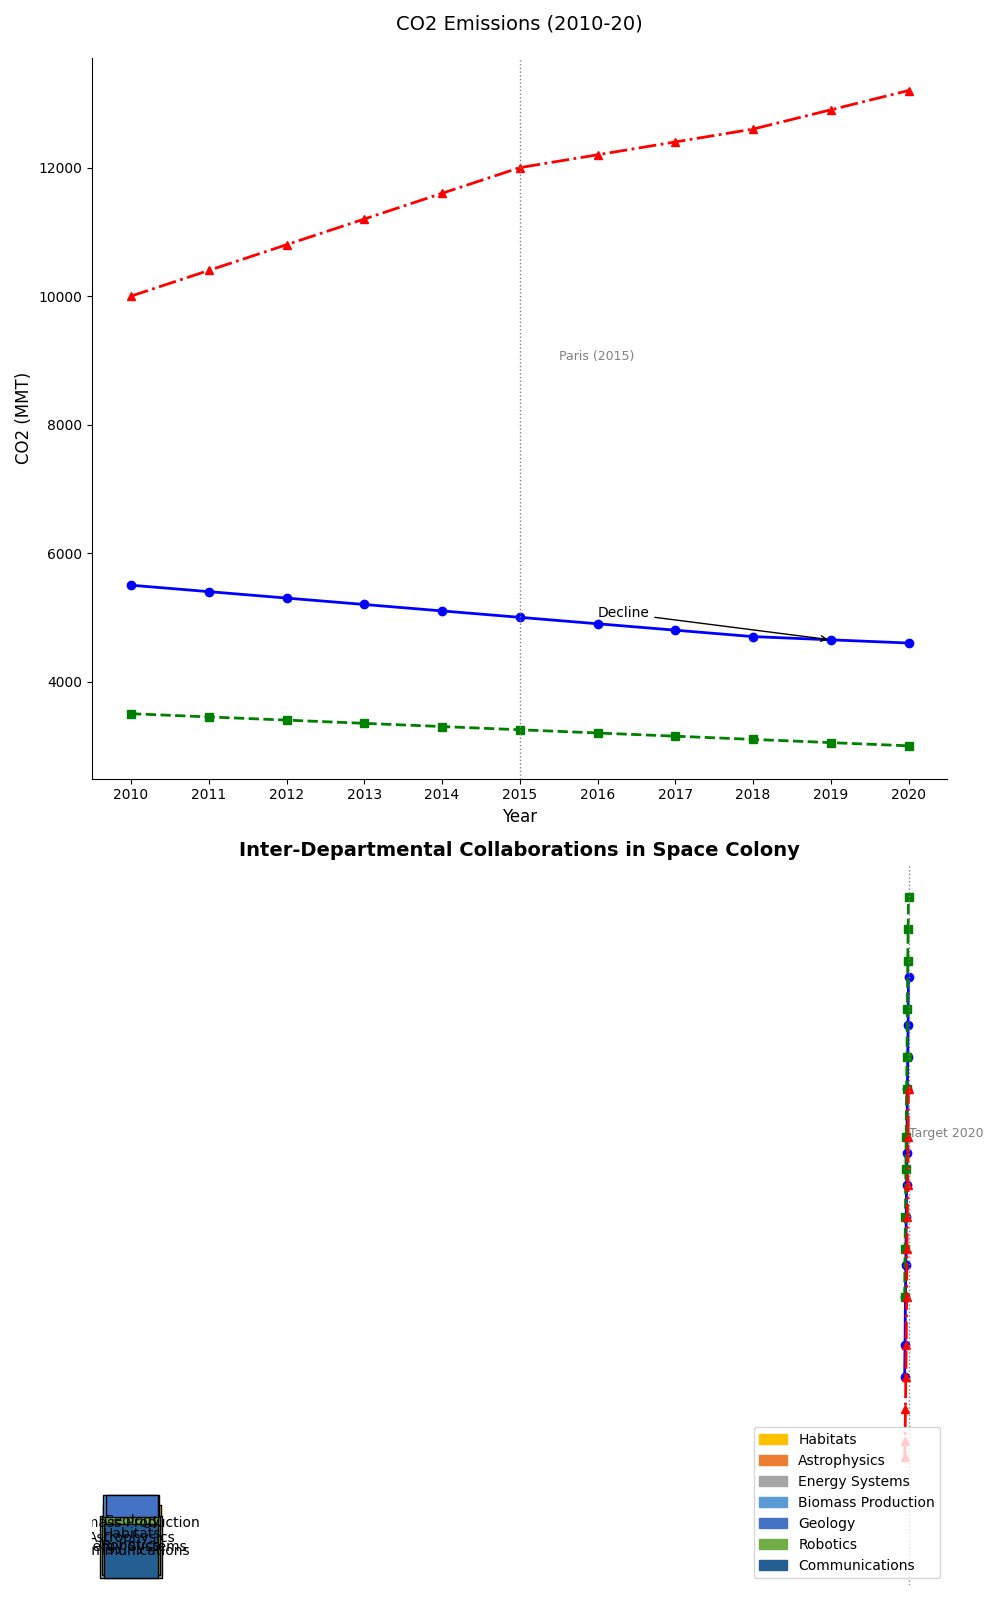 CO2 Emissions (2010-20)
12000
10000
8000
6000
4000
CO2 (MMT)
Paris (2015)
Decline
2010 2011 2012 2013 2014 2015 2016 2017 2018 2019 2020
Year
Inter-Departmental Collaborations in Space Colony
Target 2020
Habitats
Astrophysics
Energy Systems
Biomass Production
Geology
Robotics
Communications
Habitats
Astrophysics